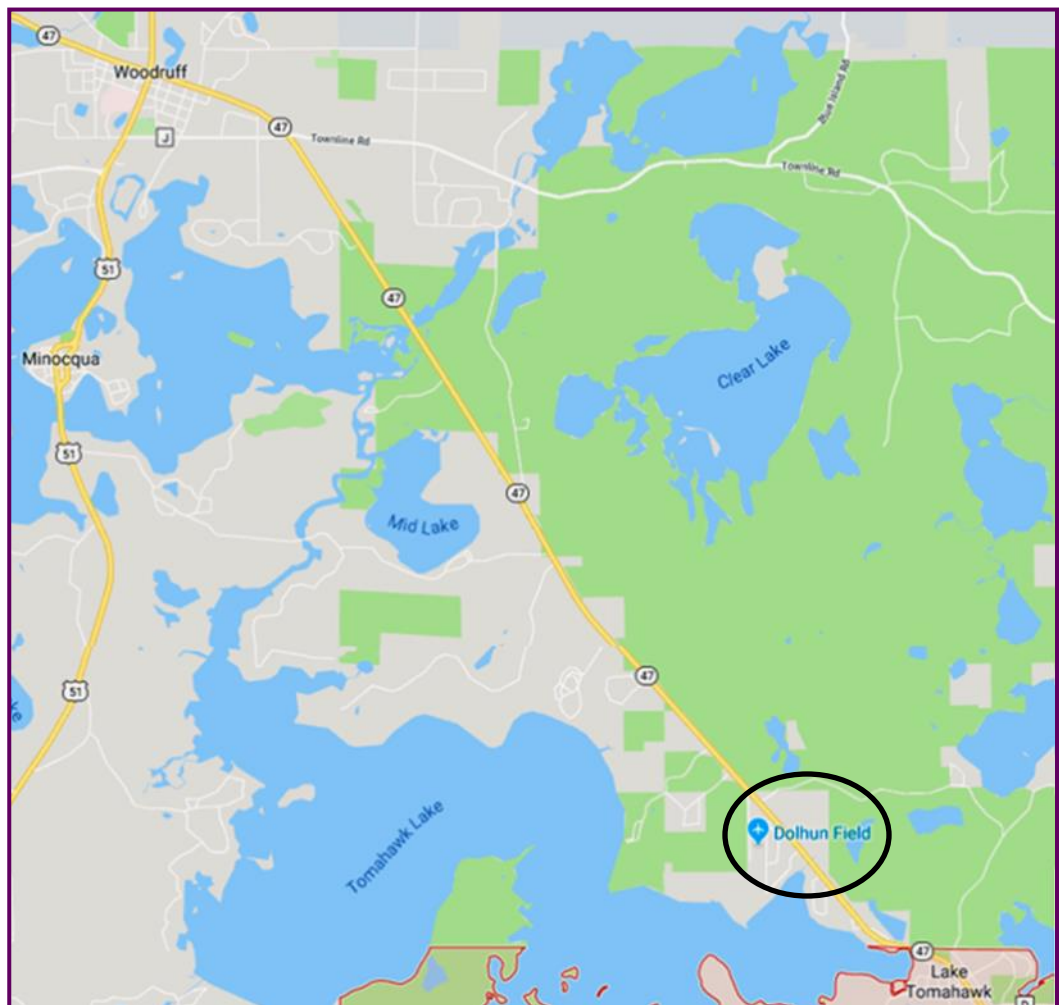 47
Woodruff
47
J
Townline Rd
Blue Island Rd
Townline Rd
51
47
Minocqua
Clear Lake
51
47
Mid Lake
47
51
Dolhun Field
Tomahawk Lake
47
Lake
Tomahawk